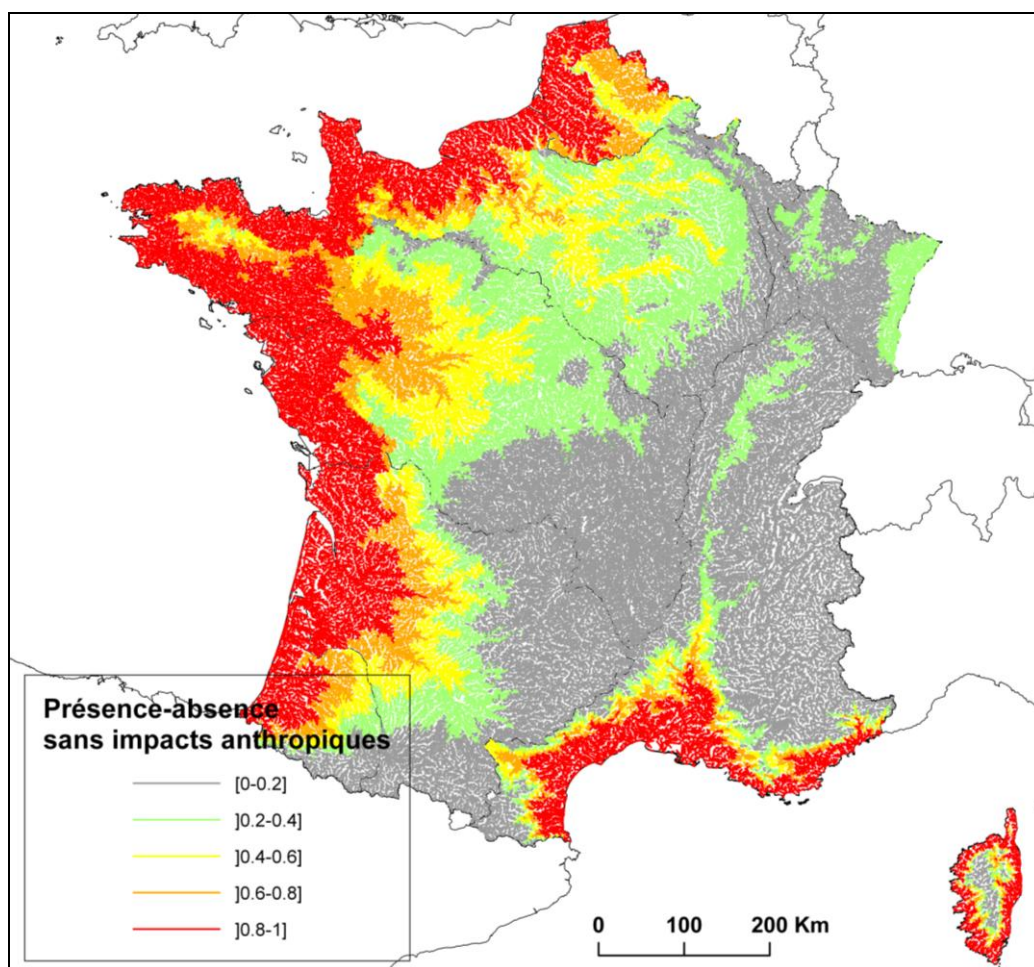 Présence-absence
sans impacts anthropiques
[0-0.2]
]0.2-0.4]
]0.4-0.6]
]0.6-0.8]
]0.8-1]
0 100 200 Km